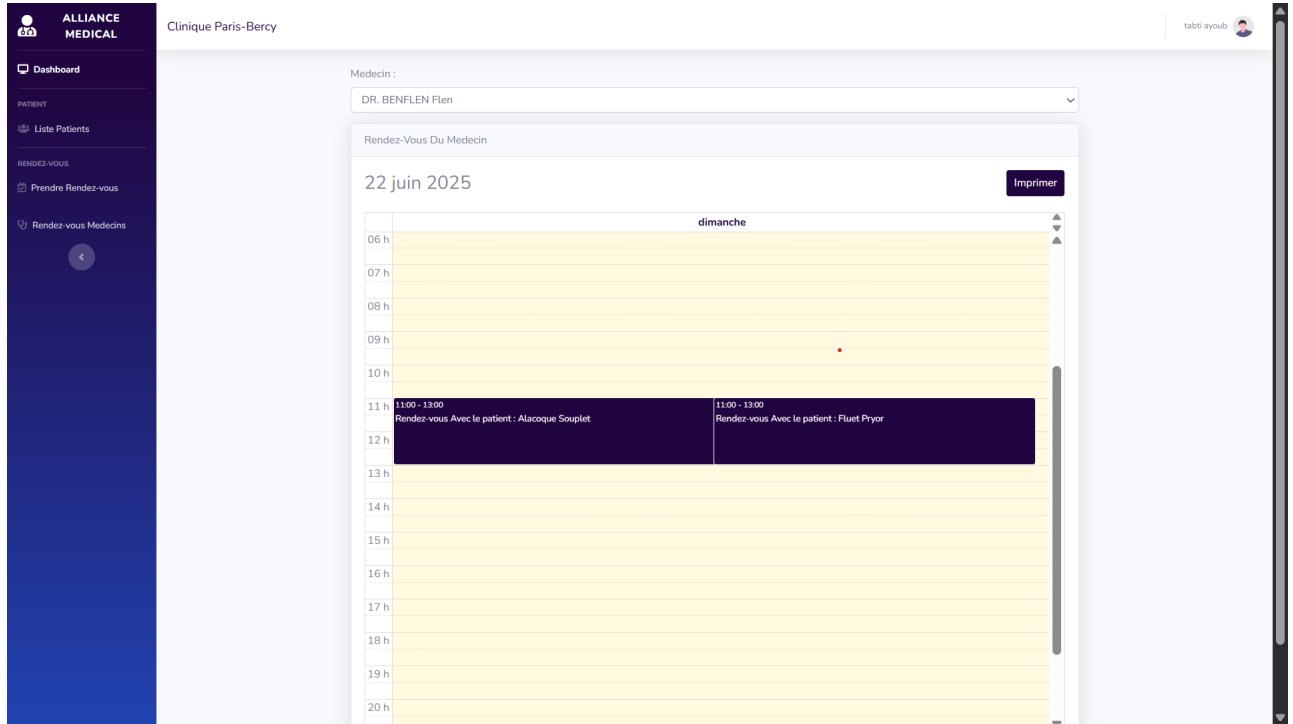 ALLIANCE
MEDICAL
Dashboard
PATIENT
Liste Patients
RENDEZ-VOUS
Prendre Rendez-vous
Rendez-vous Medecins
Clinique Paris-Bercy
tabti ayoub
Medecin :
DR. BENFLEN Flen
Rendez-Vous Du Medecin
22 juin 2025
Imprimer
dimanche
06 h
07 h
08 h
09 h
10 h
11 h
11:00 - 13:00
Rendez-vous Avec le patient : Alacoque Souplet
11:00 - 13:00
Rendez-vous Avec le patient : Fluet Pryor
12 h
13 h
14 h
15 h
16 h
17 h
18 h
19 h
20 h